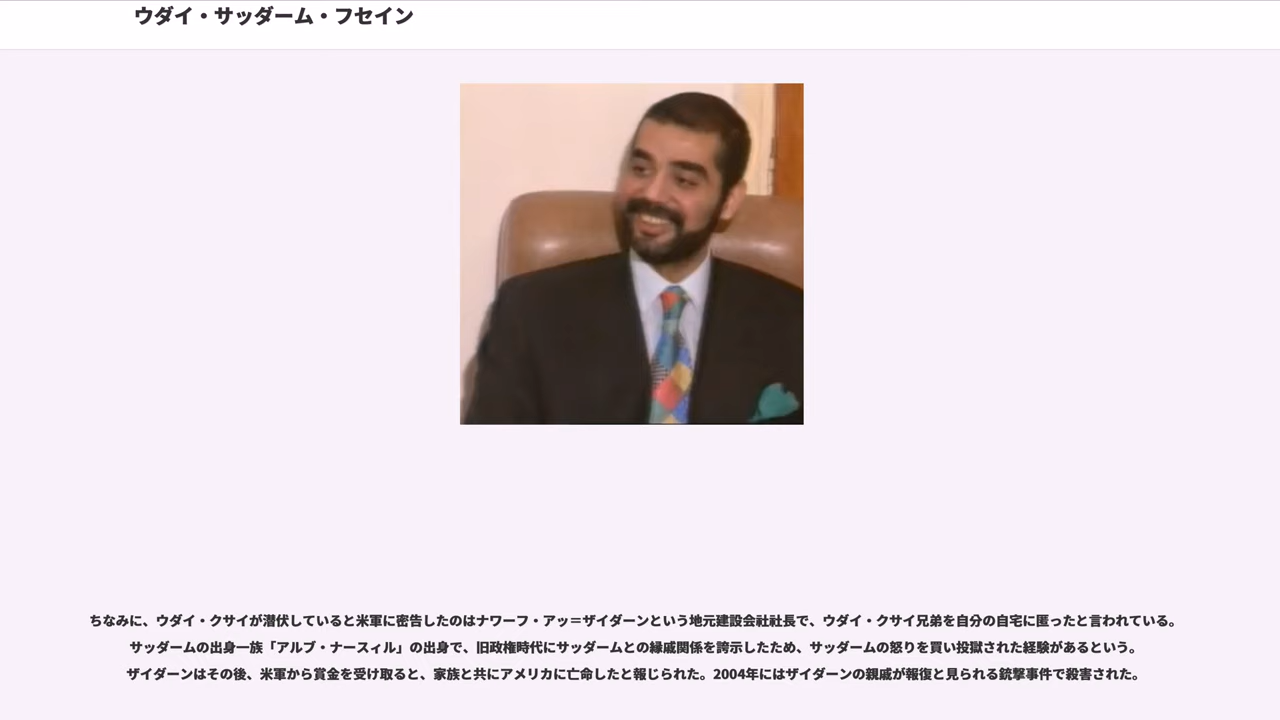 ウダイ・サッダーム・フセイン
ちなみに、ウダイ・クサイが潜伏していると米軍に密告したのはナワーフ・アッ＝ザイダーンという地元建設会社社長で、ウダイ・クサイ兄弟を自分の自宅に匿ったと言われている。
サッダームの出身一族「アルブ・ナースィル」の出身で、旧政権時代にサッダームとの縁戚関係を誇示したため、サッダームの怒りを買い投獄された経験があるという。
ザイダーンはその後、米軍から賞金を受け取ると、家族と共にアメリカに亡命したと報じられた。2004年にはザイダーンの親戚が報復と見られる銃撃事件で殺害された。